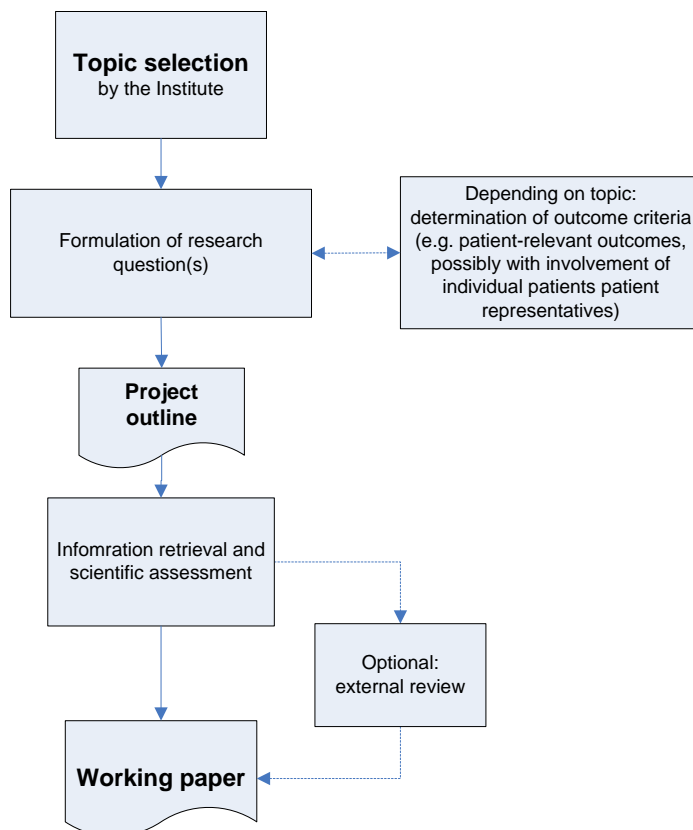 Topic selection
by the Institute
Formulation of research
question(s)
Depending on topic:
determination of outcome criteria
(e.g. patient-relevant outcomes,
possibly with involvement of
individual patients patient
representatives)
Project
outline
Infomration retrieval and
scientific assessment
Optional:
external review
Working paper